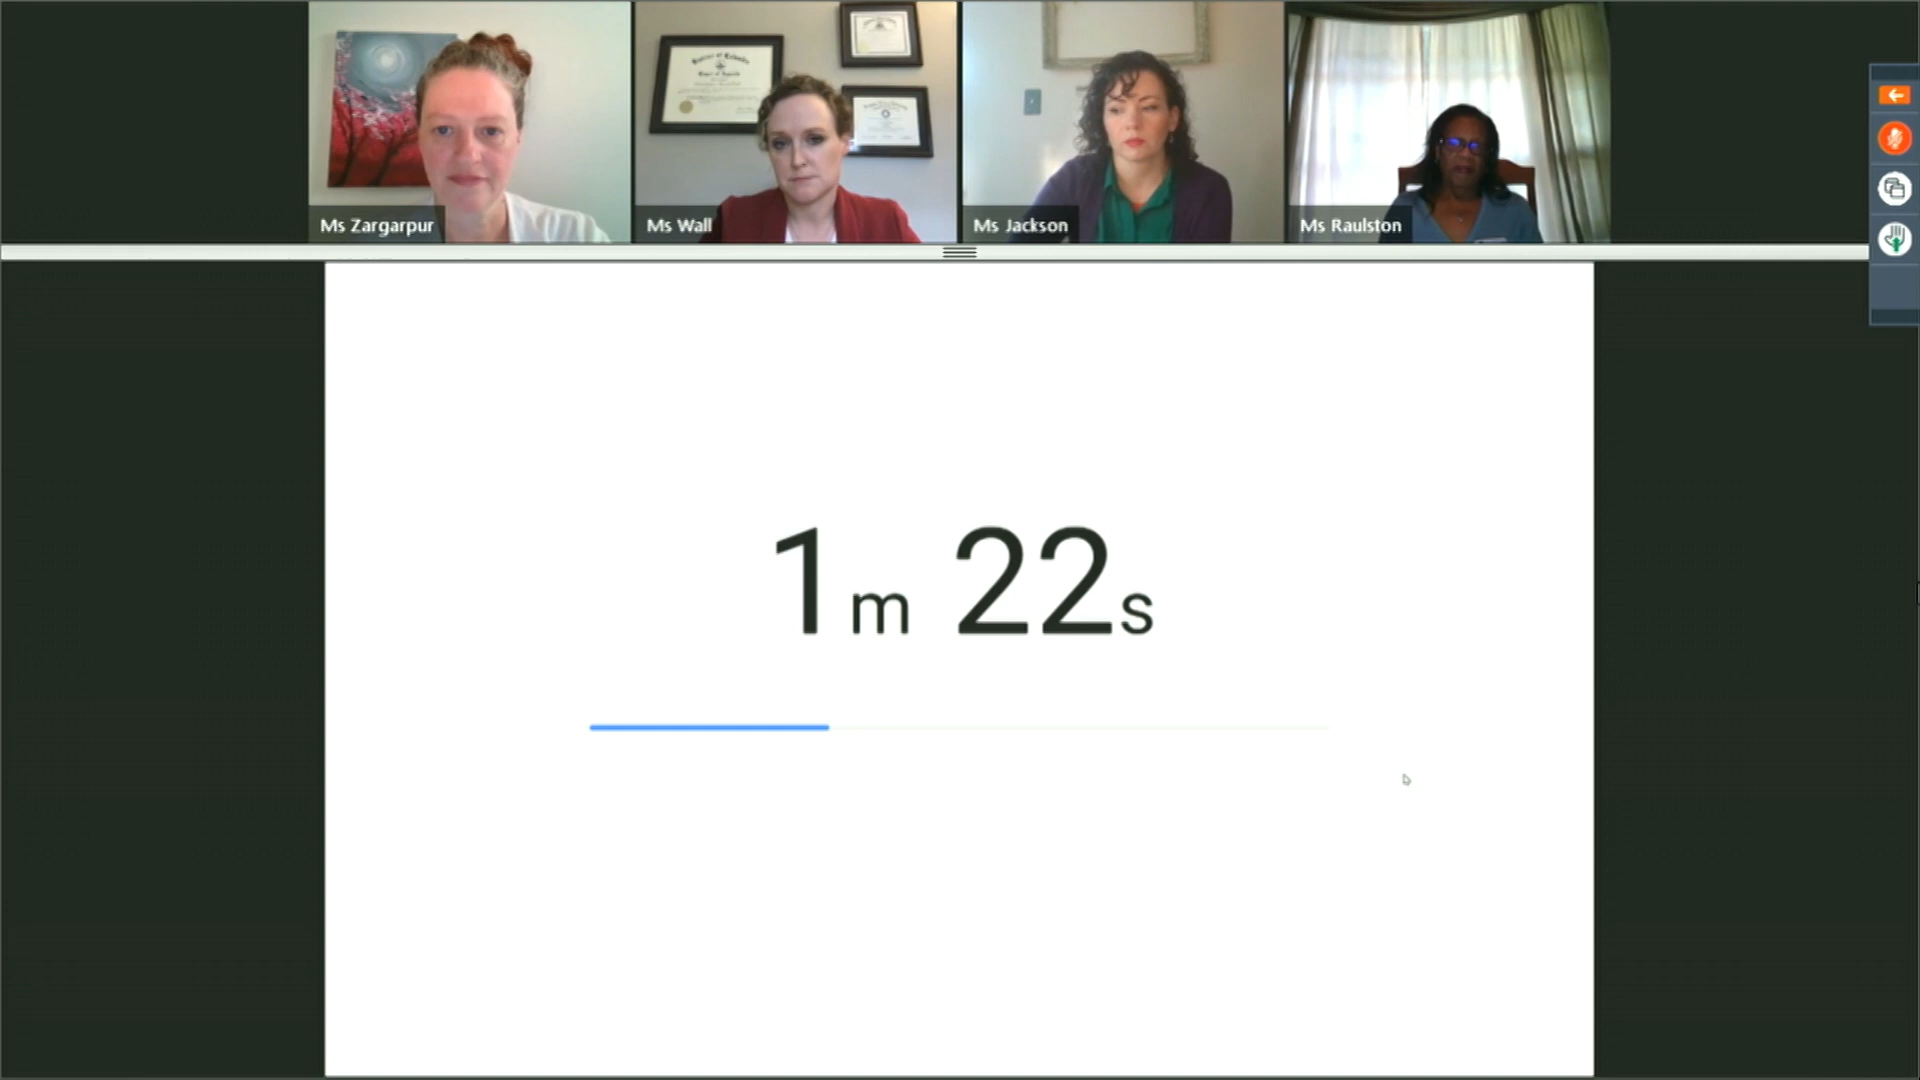 Ms Zargarpur
Ms Wall
Ms Jackson
Ms Raulston
1m 22s